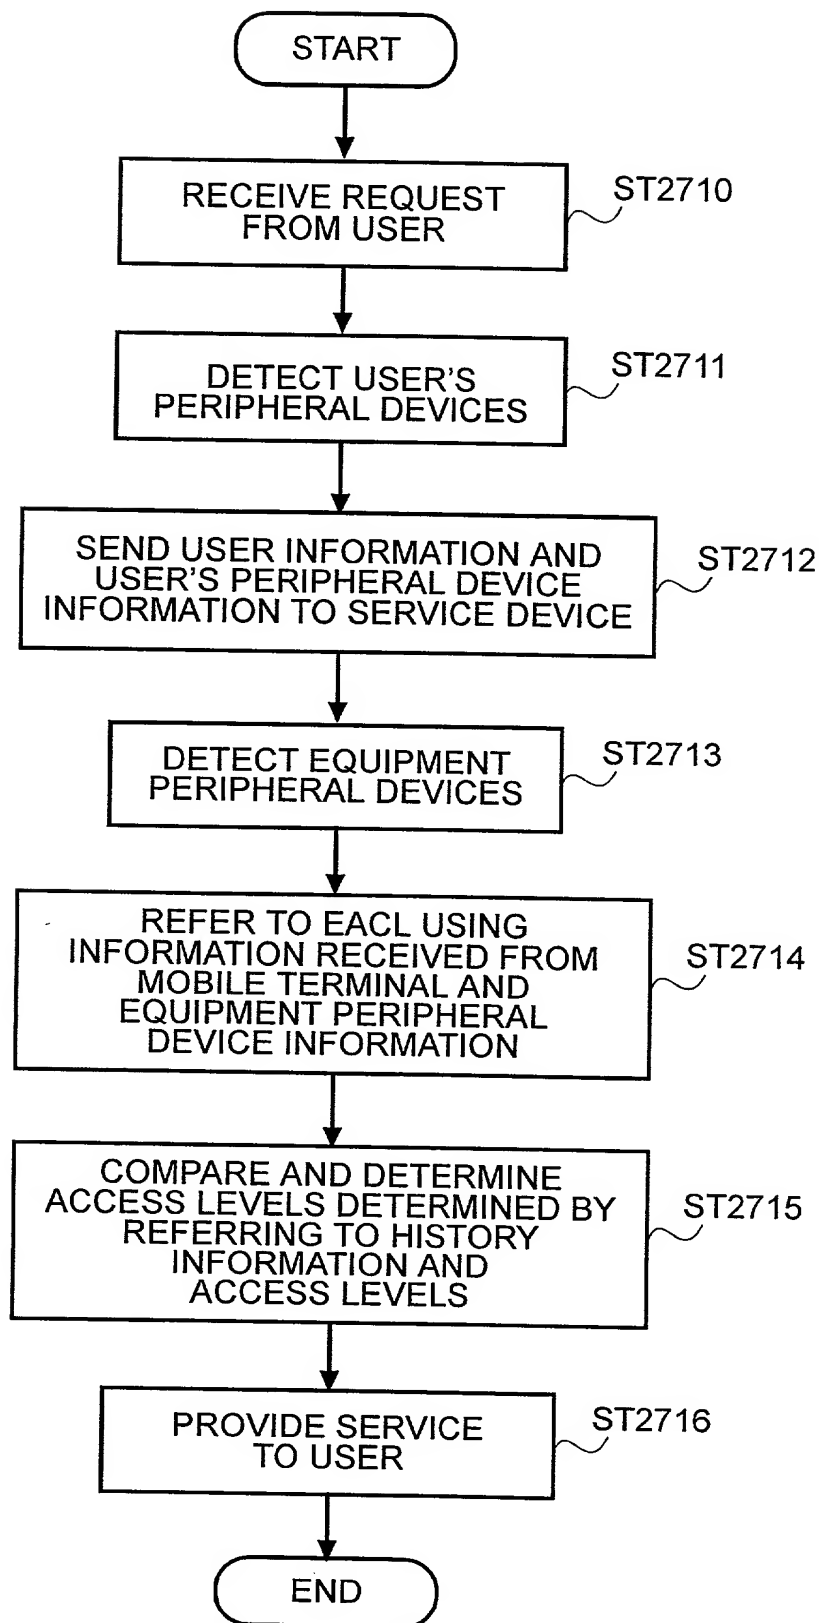 START
RECEIVE REQUEST
FROM USER
ST2710
DETECT USER'S
PERIPHERAL DEVICES
ST2711
SEND USER INFORMATION AND
USER'S PERIPHERAL DEVICE
INFORMATION TO SERVICE DEVICE
ST2712
DETECT EQUIPMENT
PERIPHERAL DEVICES
ST2713
REFER TO EACL USING
INFORMATION RECEIVED FROM
MOBILE TERMINAL AND
EQUIPMENT PERIPHERAL
DEVICE INFORMATION
ST2714
COMPARE AND DETERMINE
ACCESS LEVELS DETERMINED BY
REFERRING TO HISTORY
INFORMATION AND
ACCESS LEVELS
ST2715
PROVIDE SERVICE
TO USER
ST2716
END